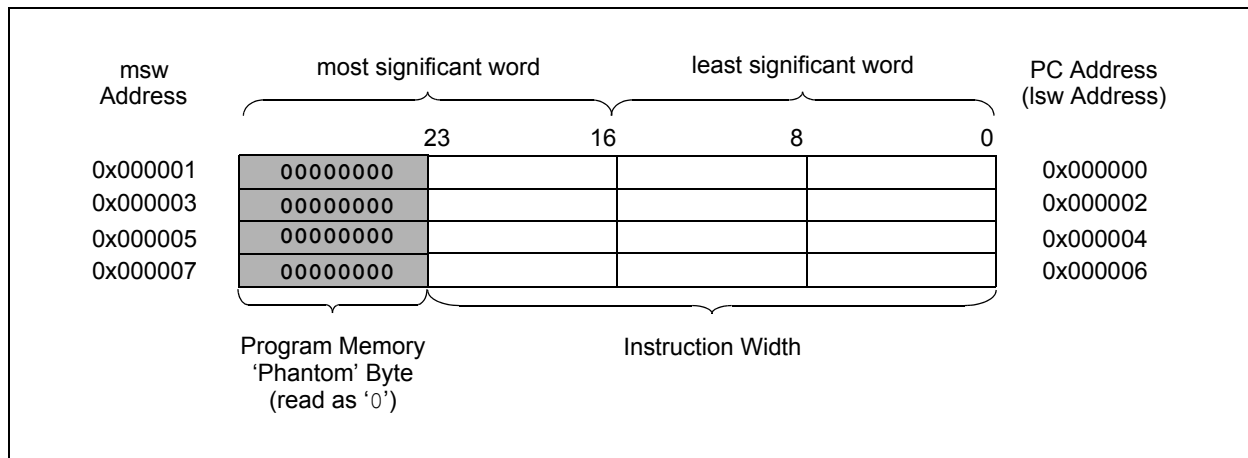 msw
Address
most significant word
least significant word
PC Address
(lsw Address)
23 16 8 0
0x000001 00000000 0x000000
0x000003 00000000 0x000002
0x000005 00000000 0x000004
0x000007 00000000 0x000006
Program Memory
‘Phantom’ Byte
(read as ‘0’)
Instruction Width